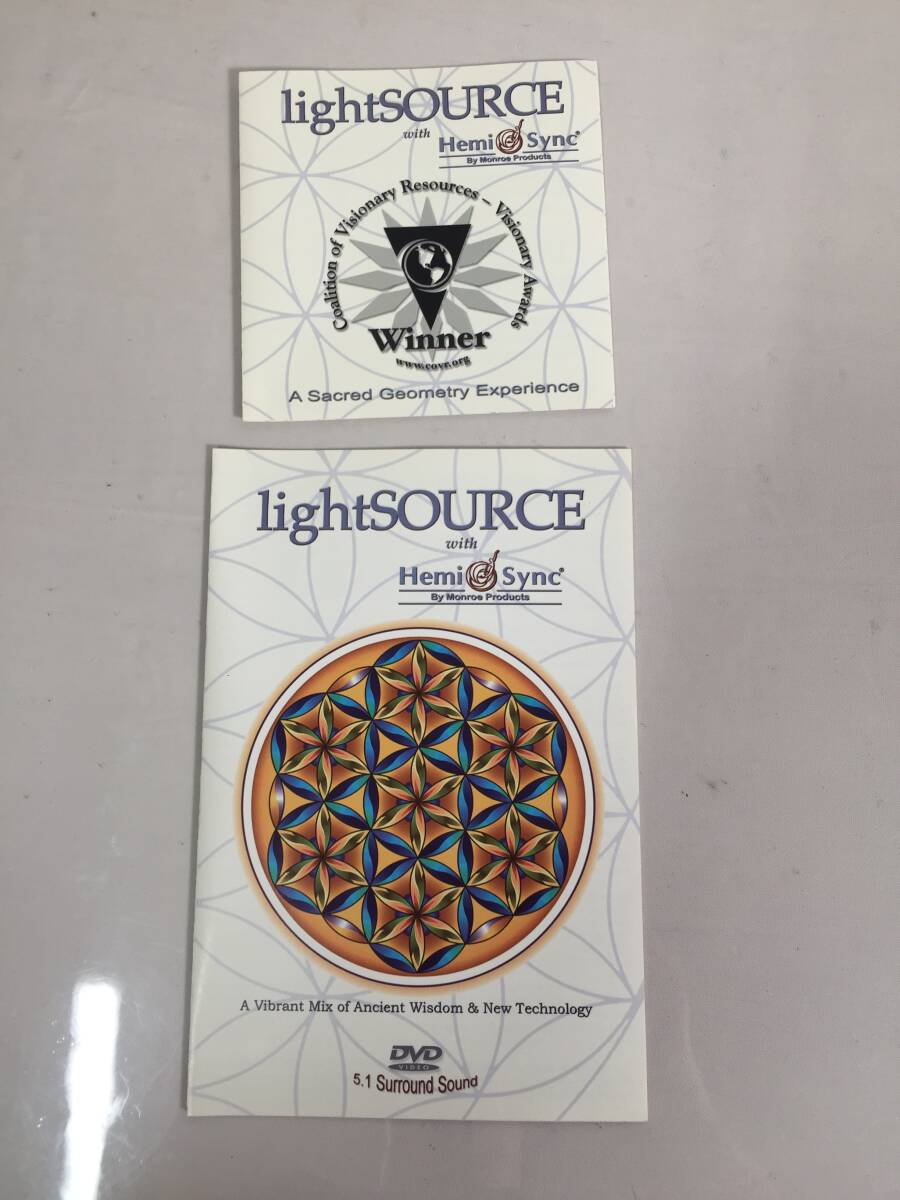 lightSOURCE
with
Hemi Sync®
By Monroe Products
Coalition of Visionary Resources – Visionary Awards
Winner
www.covr.org
A Sacred Geometry Experience
lightSOURCE
with
Hemi Sync®
By Monroe Products
A Vibrant Mix of Ancient Wisdom & New Technology
DVD
VIDEO
5.1 Surround Sound